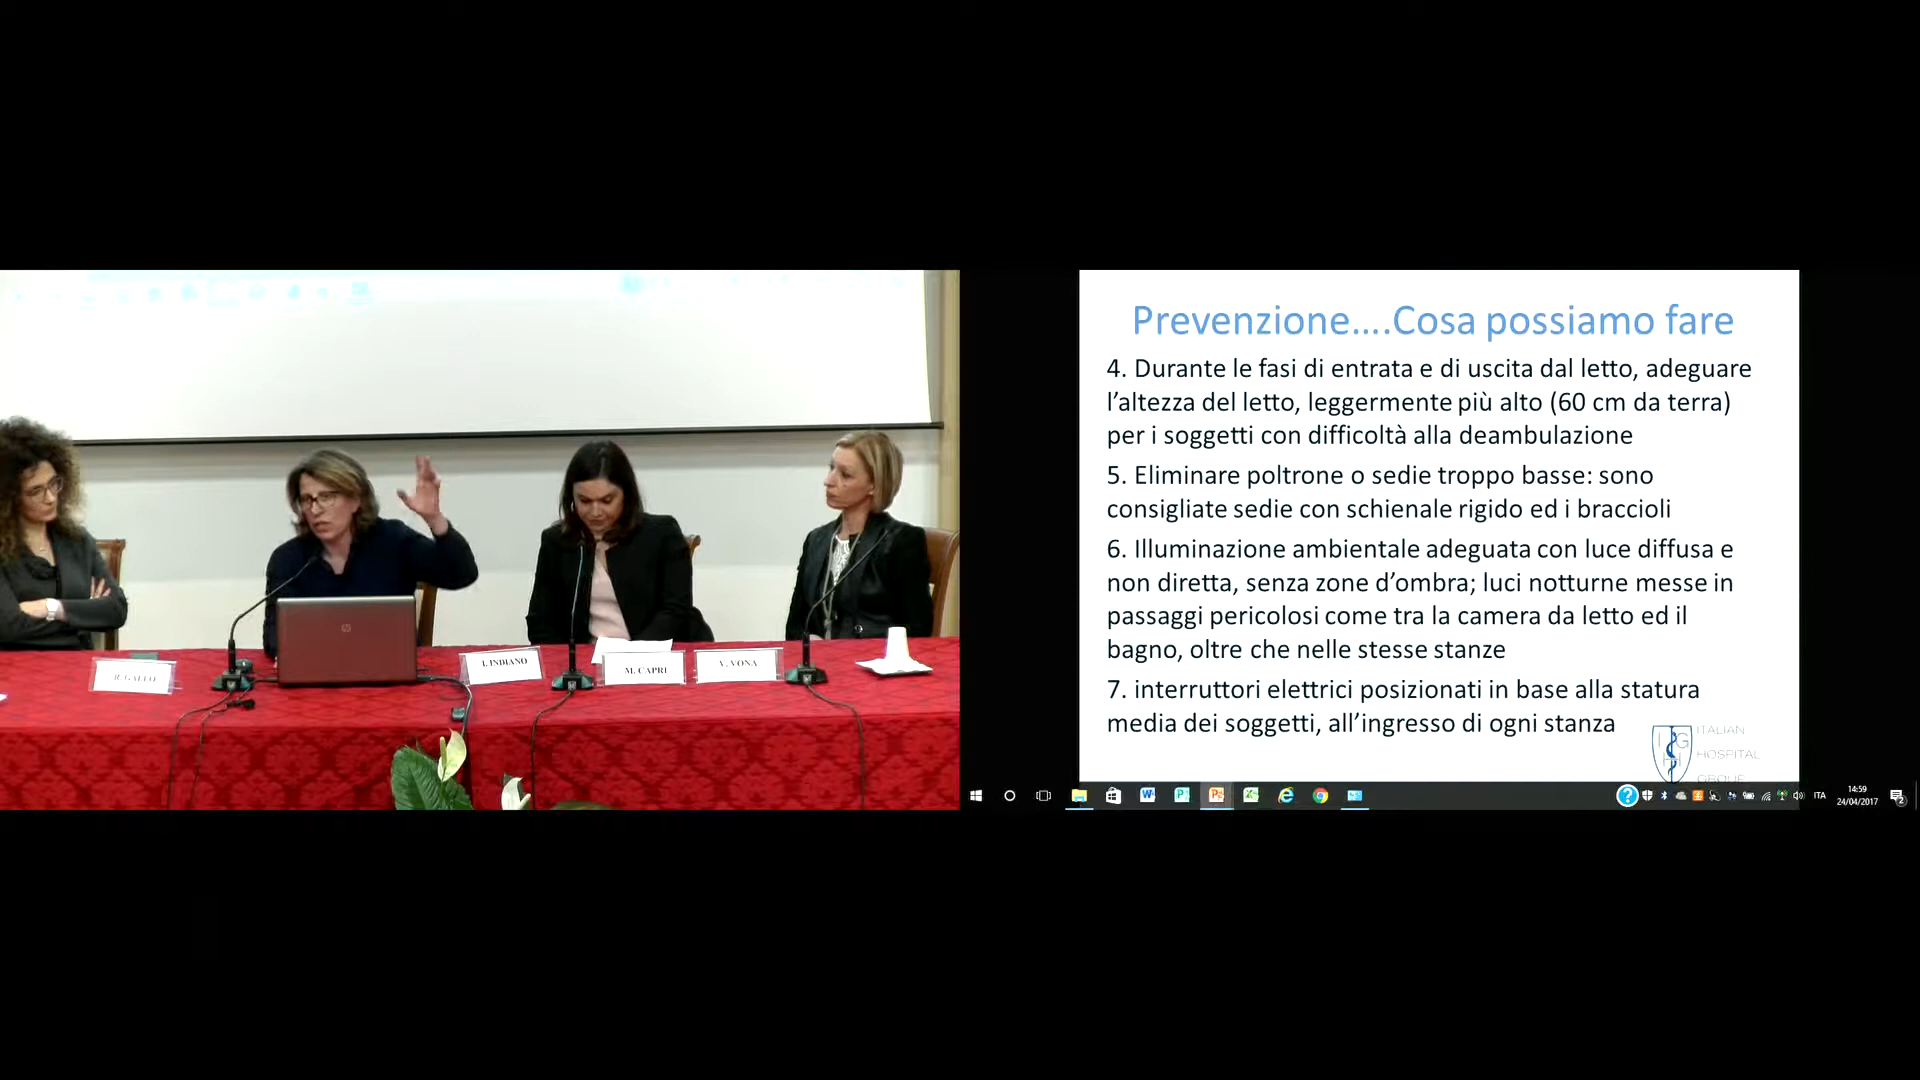 R. GALLO
I. INDIANO
M. CAPRI
V. VONA
Prevenzione....Cosa possiamo fare
4. Durante le fasi di entrata e di uscita dal letto, adeguare
l’altezza del letto, leggermente più alto (60 cm da terra)
per i soggetti con difficoltà alla deambulazione
5. Eliminare poltrone o sedie troppo basse: sono
consigliate sedie con schienale rigido ed i braccioli
6. Illuminazione ambientale adeguata con luce diffusa e
non diretta, senza zone d’ombra; luci notturne messe in
passaggi pericolosi come tra la camera da letto ed il
bagno, oltre che nelle stesse stanze
7. interruttori elettrici posizionati in base alla statura
media dei soggetti, all’ingresso di ogni stanza
ITALIAN
HOSPITAL
GROUP
ITA
14:59
24/04/2017